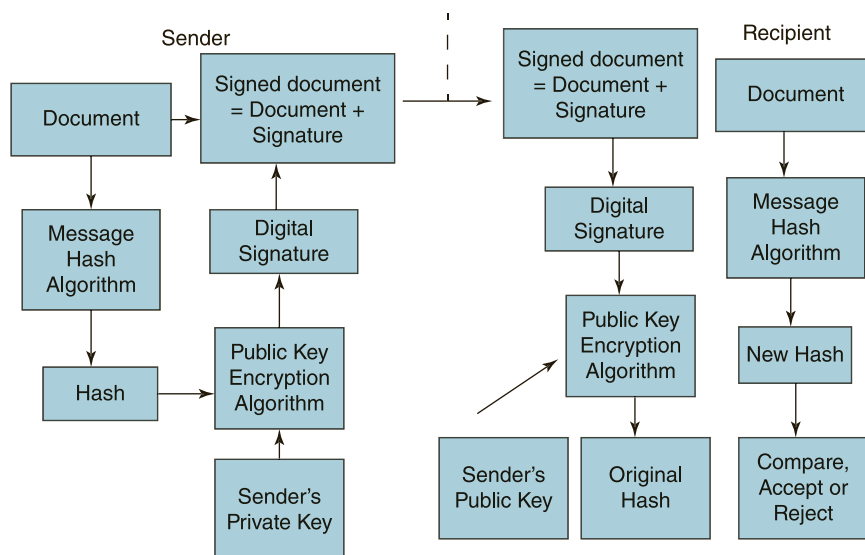 Sender
Document
Signed document
= Document +
Signature
Message
Hash
Algorithm
Digital
Signature
Hash
Public Key
Encryption
Algorithm
Sender's
Private Key
Recipient
Signed document
= Document +
Signature
Document
Digital
Signature
Message
Hash
Algorithm
Public Key
Encryption
Algorithm
New Hash
Sender's
Public Key
Original
Hash
Compare,
Accept or
Reject